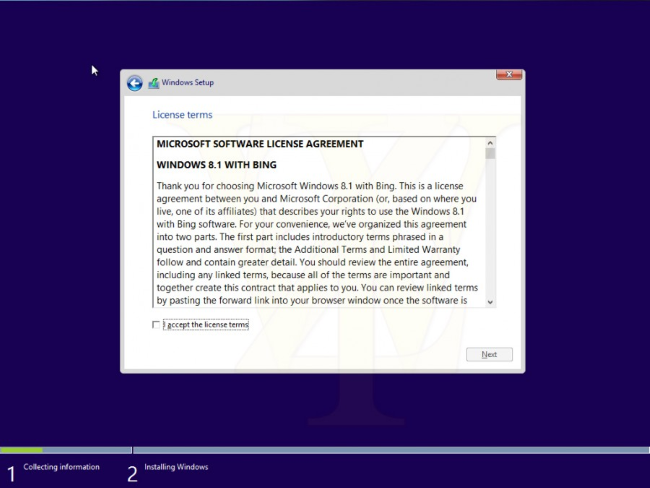 Windows Setup
License terms
MICROSOFT SOFTWARE LICENSE AGREEMENT
WINDOWS 8.1 WITH BING
Thank you for choosing Microsoft Windows 8.1 with Bing. This is a license
agreement between you and Microsoft Corporation (or, based on where you
live, one of its affiliates) that describes your rights to use the Windows 8.1
with Bing software. For your convenience, we've organized this agreement
into two parts. The first part includes introductory terms phrased in a
question and answer format; the Additional Terms and Limited Warranty
follow and contain greater detail. You should review the entire agreement,
including any linked terms, because all of the terms are important and
together create this contract that applies to you. You can review linked terms
by pasting the forward link into your browser window once the software is
I accept the license terms
Next
1 Collecting information
2 Installing Windows